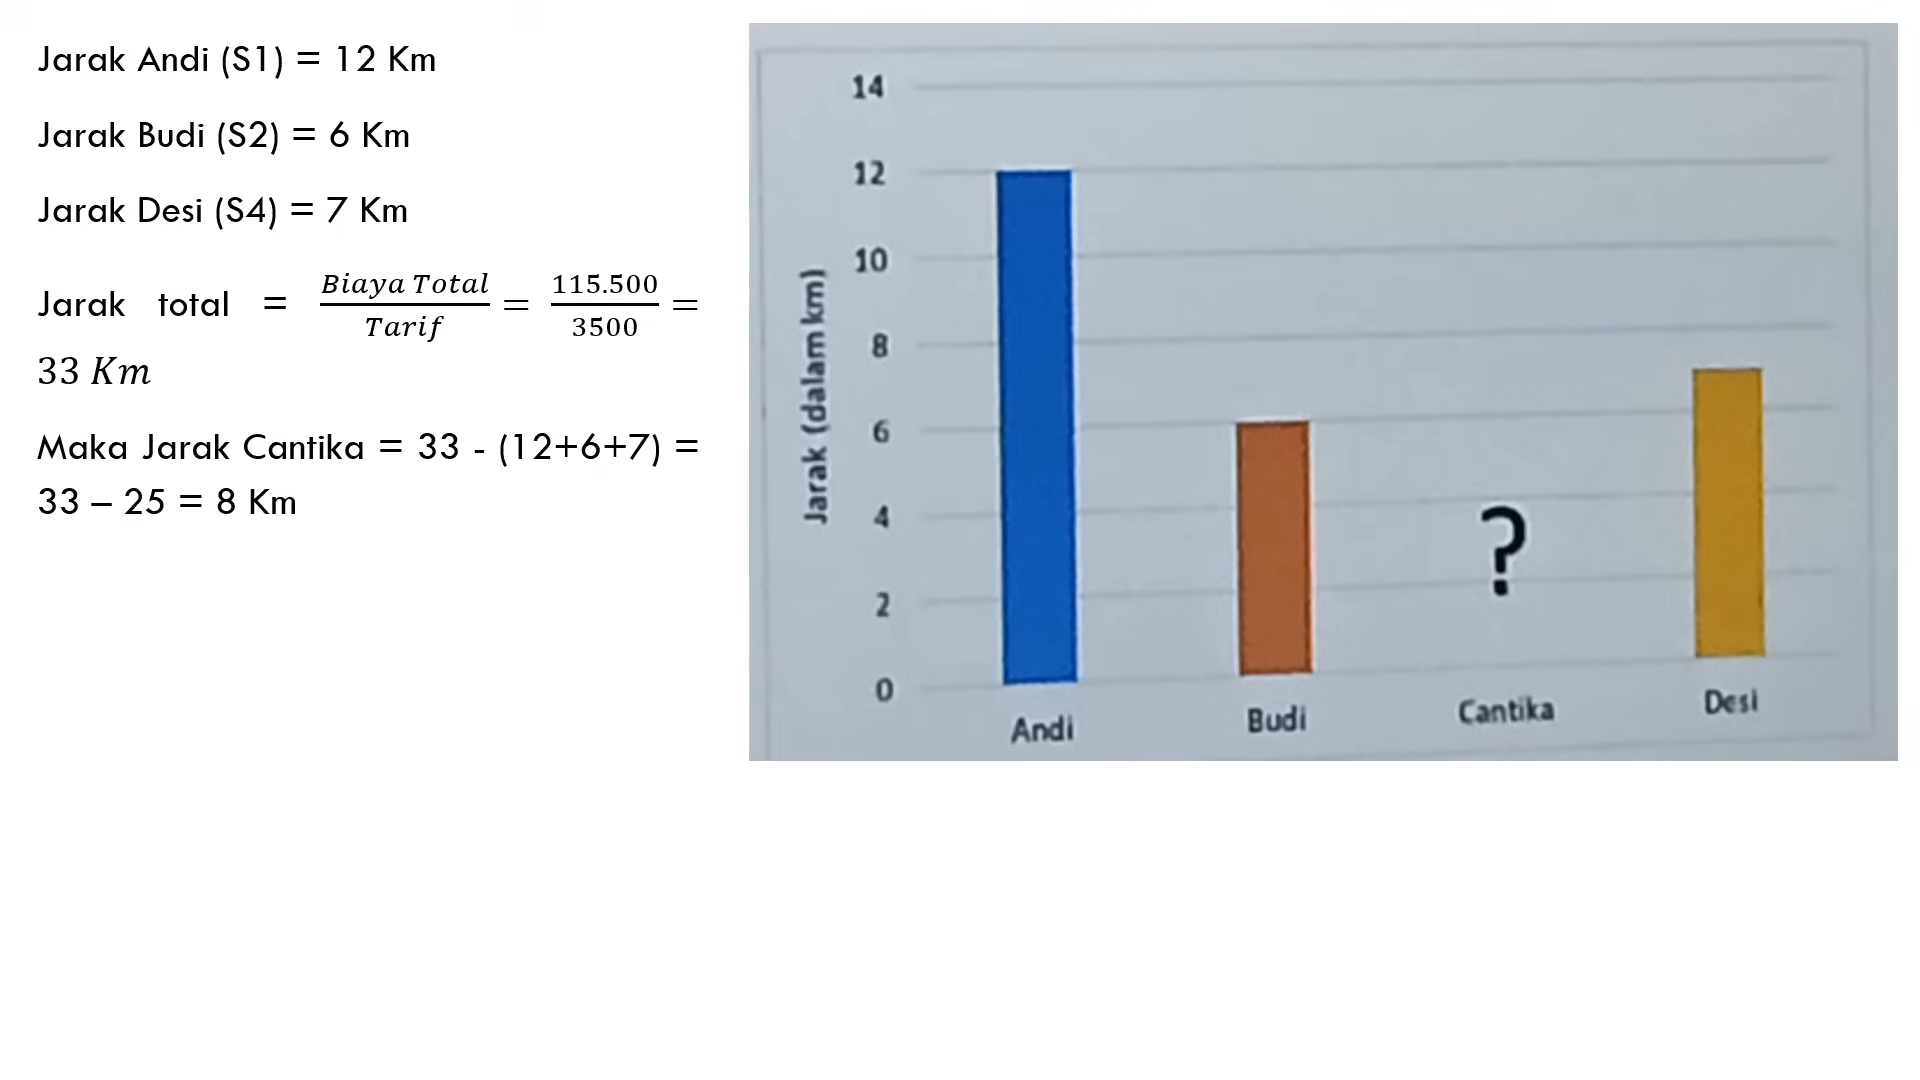 Jarak Andi (S1) = 12 Km
Jarak Budi (S2) = 6 Km
Jarak Desi (S4) = 7 Km
Jarak total = Biaya Total / Tarif = 115.500 / 3500 =
33 Km
Maka Jarak Cantika = 33 - (12+6+7) =
33 – 25 = 8 Km
Jarak (dalam km)
14
12
10
8
6
4
2
0
?
Andi Budi Cantika Desi